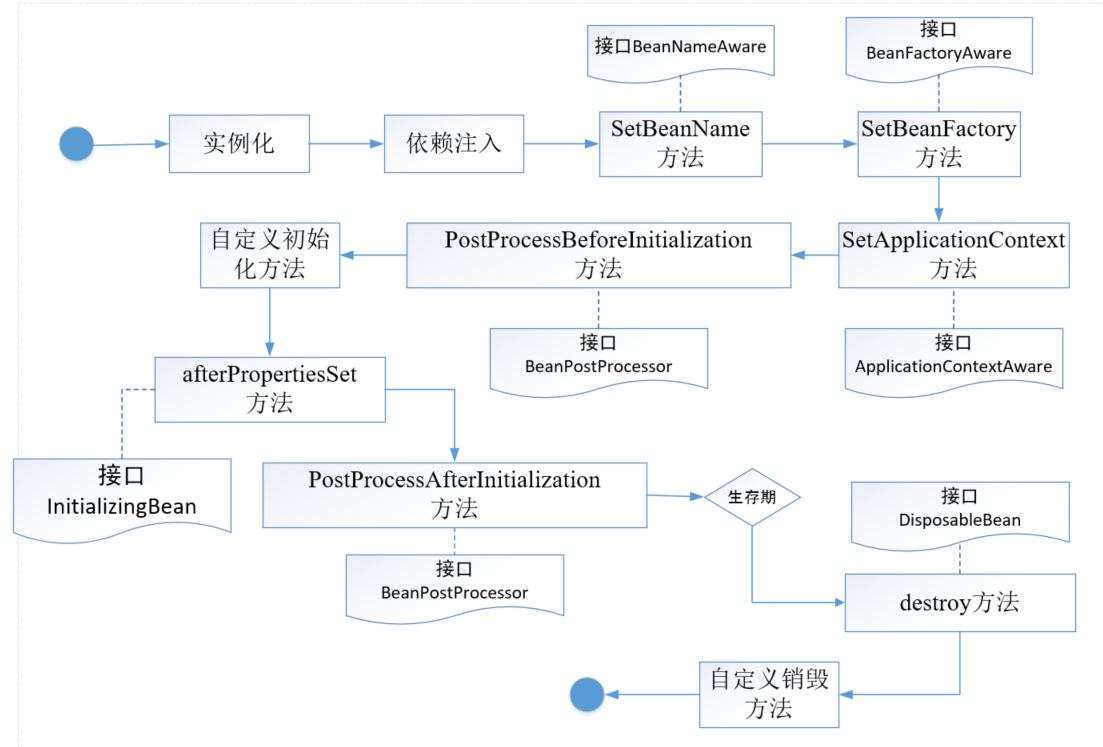 接口BeanNameAware
接口
BeanFactoryAware
实例化
依赖注入
SetBeanName
方法
SetBeanFactory
方法
自定义初始
化方法
PostProcessBeforeInitialization
方法
SetApplicationContext
方法
接口
BeanPostProcessor
接口
ApplicationContextAware
afterPropertiesSet
方法
接口
InitializingBean
PostProcessAfterInitialization
方法
生存期
接口
DisposableBean
接口
BeanPostProcessor
destroy方法
自定义销毁
方法